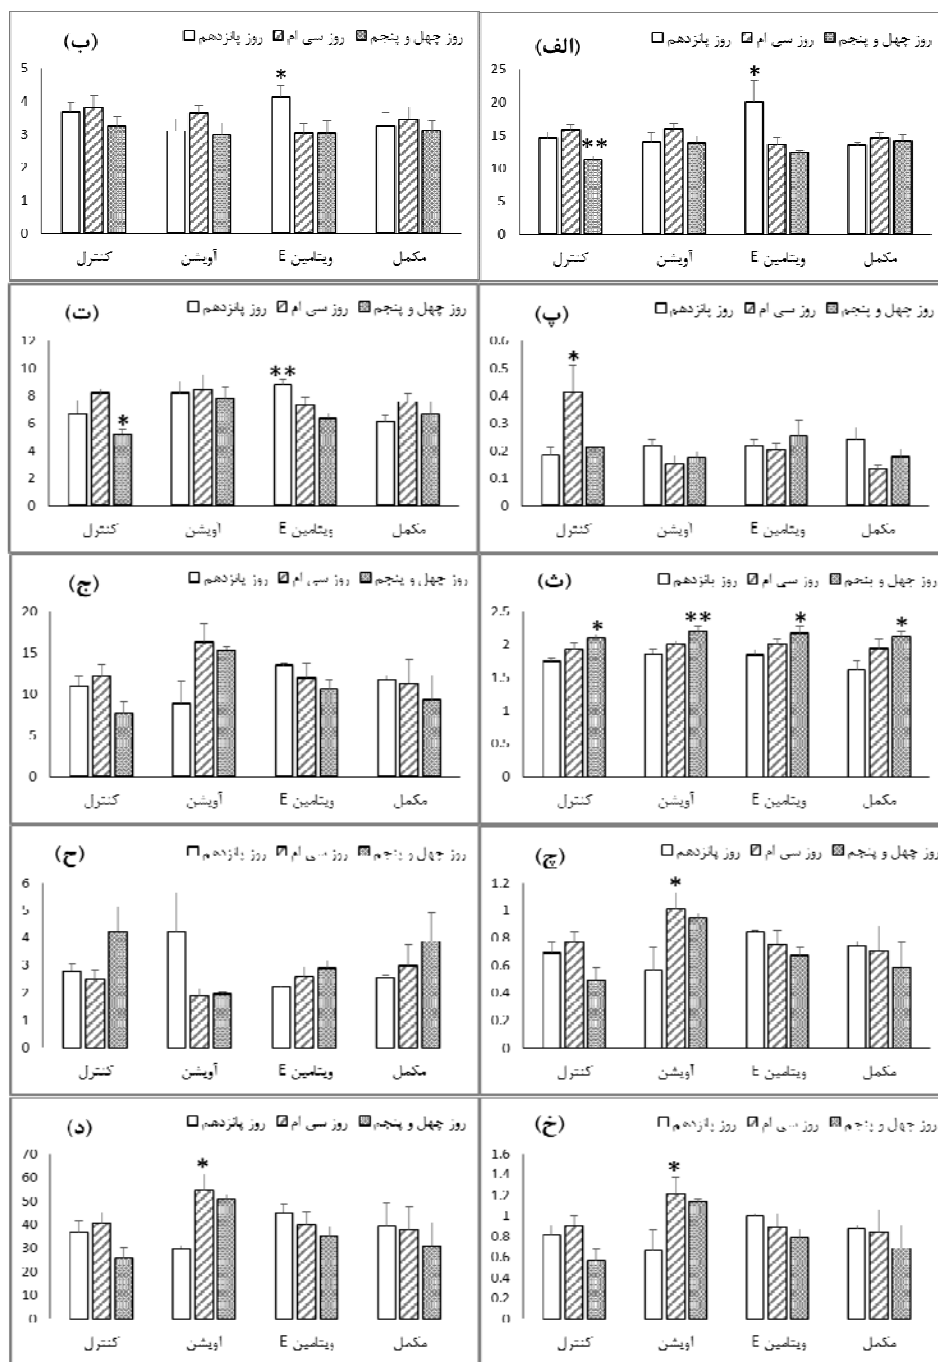 (الف)
روز پانزدهم روز سی ام روز چهل و پنجم
25
20
15
10
5
0
*
**
کنترل آویشن ویتامین E مکمل
(ب)
روز پانزدهم روز سی ام روز چهل و پنجم
5
4
3
2
1
0
*
کنترل آویشن ویتامین E مکمل
(پ)
روز پانزدهم روز سی ام روز چهل و پنجم
0.6
0.5
0.4
0.3
0.2
0.1
0
*
کنترل آویشن ویتامین E مکمل
(ت)
روز پانزدهم روز سی ام روز چهل و پنجم
12
10
8
6
4
2
0
**
*
کنترل آویشن ویتامین E مکمل
(ث)
روز پانزدهم روز سی ام روز چهل و پنجم
2.5
2
1.5
1
0.5
0
* ** * *
کنترل آویشن ویتامین E مکمل
(ج)
روز پانزدهم روز سی ام روز چهل و پنجم
20
15
10
5
0
کنترل آویشن ویتامین E مکمل
(چ)
روز پانزدهم روز سی ام روز چهل و پنجم
1.2
1
0.8
0.6
0.4
0.2
0
*
کنترل آویشن ویتامین E مکمل
(ح)
روز پانزدهم روز سی ام روز چهل و پنجم
6
5
4
3
2
1
0
کنترل آویشن ویتامین E مکمل
(خ)
روز پانزدهم روز سی ام روز چهل و پنجم
1.6
1.4
1.2
1
0.8
0.6
0.4
0.2
0
*
کنترل آویشن ویتامین E مکمل
(د)
روز پانزدهم روز سی ام روز چهل و پنجم
70
60
50
40
30
20
10
0
*
کنترل آویشن ویتامین E مکمل